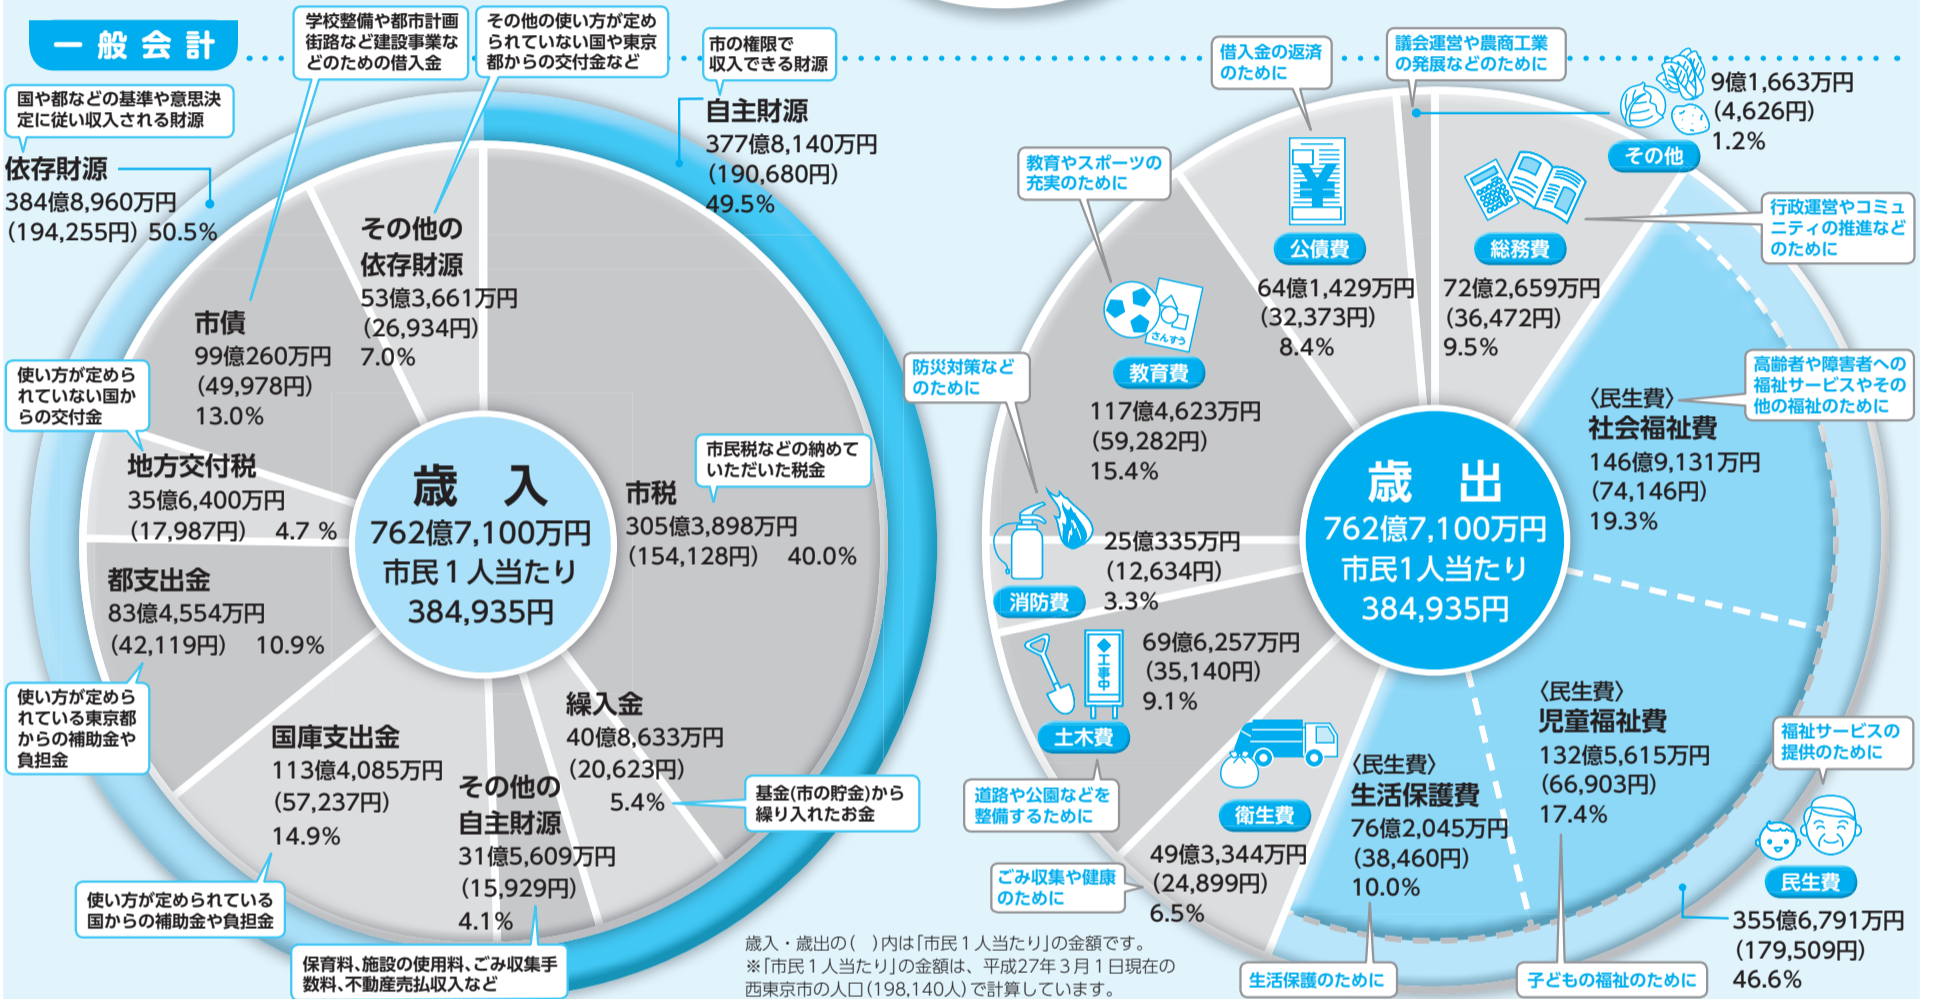 一般会計
学校整備や都市計画
街路など建設事業な
どのための借入金
その他の使い方が定め
られていない国や東京
都からの交付金など
市の権限で
収入できる財源
国や都などの基準や意思決
定に従い収入される財源
依存財源
384億8,960万円
(194,255円) 50.5%
自主財源
377億8,140万円
(190,680円)
49.5%
その他の
依存財源
53億3,661万円
(26,934円)
7.0%
市債
99億260万円
(49,978円)
13.0%
使い方が定めら
れていない国か
らの交付金
地方交付税
35億6,400万円
(17,987円) 4.7 %
都支出金
83億4,554万円
(42,119円) 10.9%
使い方が定めら
れている東京都
からの補助金や
負担金
国庫支出金
113億4,085万円
(57,237円)
14.9%
使い方が定められている
国からの補助金や負担金
その他の
自主財源
31億5,609万円
(15,929円)
4.1%
保育料、施設の使用料、ごみ収集手
数料、不動産売払収入など
繰入金
40億8,633万円
(20,623円)
5.4%
基金(市の貯金)から
繰り入れたお金
市民税などの納めて
いただいた税金
市税
305億3,898万円
(154,128円) 40.0%
歳 入
762億7,100万円
市民1人当たり
384,935円
借入金の返済
のために
議会運営や農商工業
の発展などのために
9億1,663万円
(4,626円)
1.2%
その他
教育やスポーツの
充実のために
公債費
64億1,429万円
(32,373円)
8.4%
総務費
72億2,659万円
(36,472円)
9.5%
行政運営やコミュ
ニティの推進など
のために
さんすう
教育費
117億4,623万円
(59,282円)
15.4%
防災対策など
のために
高齢者や障害者への
福祉サービスやその
他の福祉のために
〈民生費〉
社会福祉費
146億9,131万円
(74,146円)
19.3%
歳 出
762億7,100万円
市民1人当たり
384,935円
25億335万円
(12,634円)
3.3%
消防費
工事中
69億6,257万円
(35,140円)
9.1%
土木費
道路や公園などを
整備するために
衛生費
49億3,344万円
(24,899円)
6.5%
ごみ収集や健康
のために
〈民生費〉
生活保護費
76億2,045万円
(38,460円)
10.0%
生活保護のために
〈民生費〉
児童福祉費
132億5,615万円
(66,903円)
17.4%
子どもの福祉のために
福祉サービスの
提供のために
民生費
355億6,791万円
(179,509円)
46.6%
歳入・歳出の( )内は「市民1人当たり」の金額です。
※「市民1人当たり」の金額は、平成27年3月1日現在の
西東京市の人口(198,140人)で計算しています。